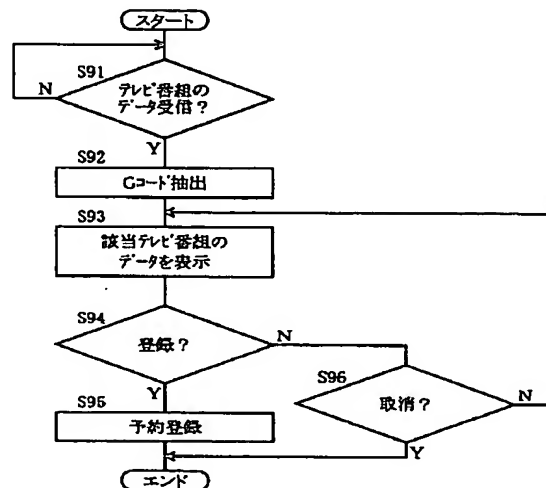 スタート
S91
テレビ番組の
データ受信?
N
Y
S92
Gコード抽出
S93
該当テレビ番組の
データを表示
S94
登録?
N
Y
S95
予約登録
S96
取消?
N
Y
エンド